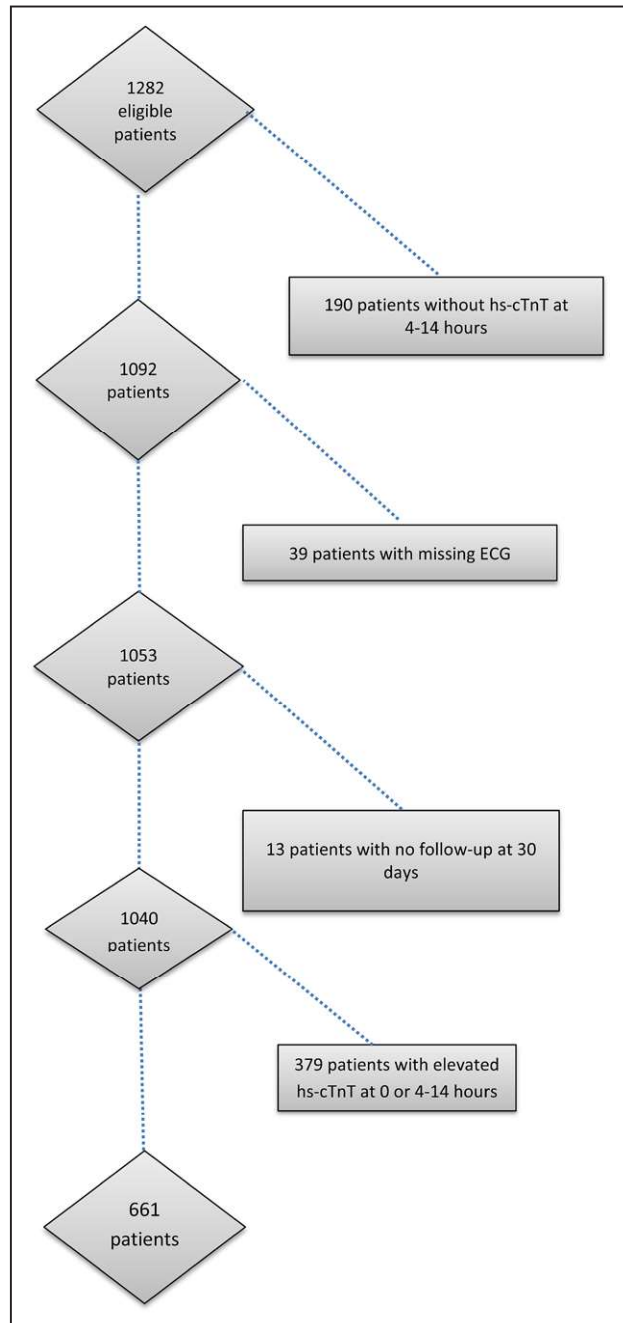 1282
eligible
patients
190 patients without hs-cTnT at
4-14 hours
1092
patients
39 patients with missing ECG
1053
patients
13 patients with no follow-up at 30
days
1040
patients
379 patients with elevated
hs-cTnT at 0 or 4-14 hours
661
patients